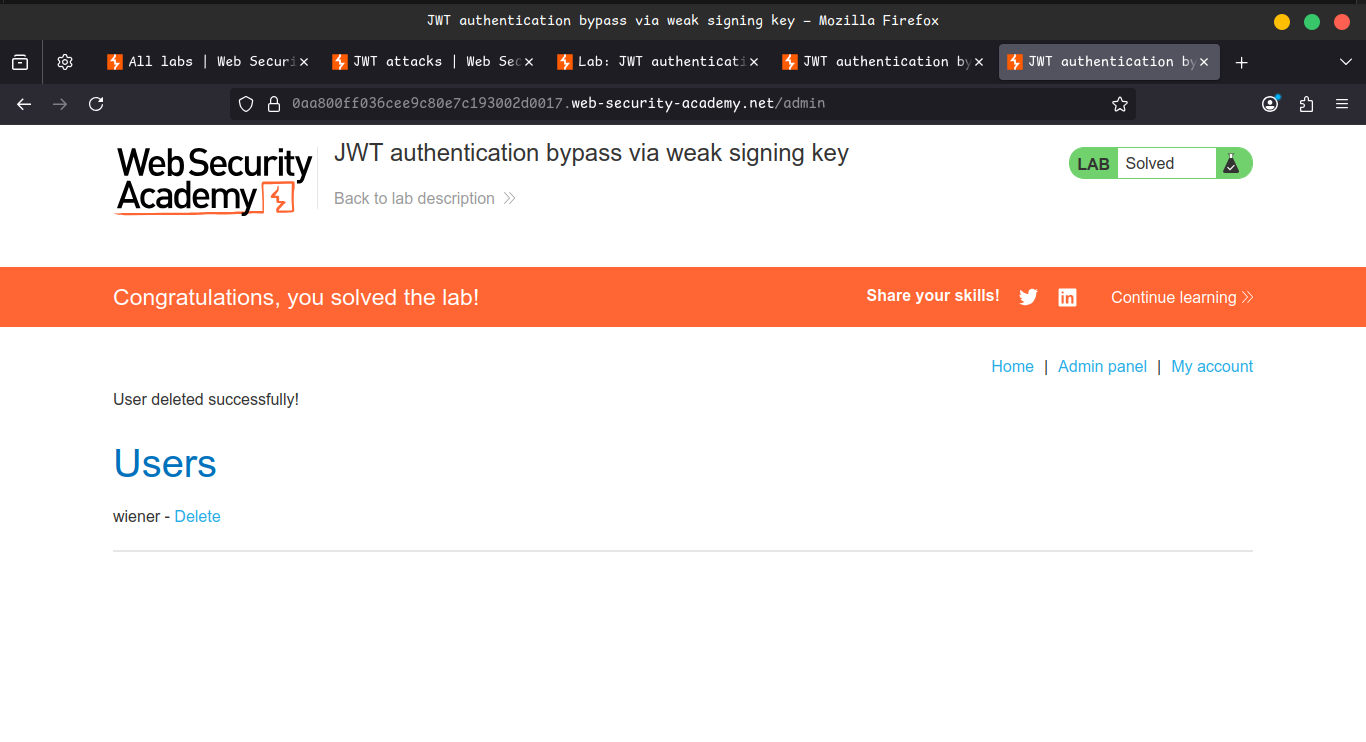 JWT authentication bypass via weak signing key — Mozilla Firefox
All labs | Web Securi
JWT attacks | Web Sec
Lab: JWT authenticati
JWT authentication by
JWT authentication by
0aa800ff036cee9c80e7c193002d0017.web-security-academy.net/admin
Web Security
Academy
JWT authentication bypass via weak signing key
Back to lab description
LAB Solved
Congratulations, you solved the lab!
Share your skills!
Continue learning
Home | Admin panel | My account
User deleted successfully!
Users
wiener - Delete